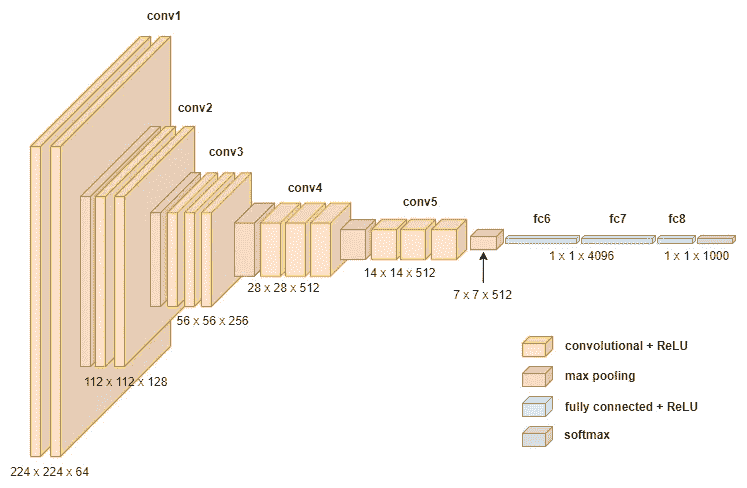 conv1
conv2
conv3
conv4
conv5
fc6
fc7
fc8
1 x 1 x 4096
1 x 1 x 1000
14 x 14 x 512
28 x 28 x 512
7 x 7 x 512
56 x 56 x 256
112 x 112 x 128
224 x 224 x 64
convolutional + ReLU
max pooling
fully connected + ReLU
softmax